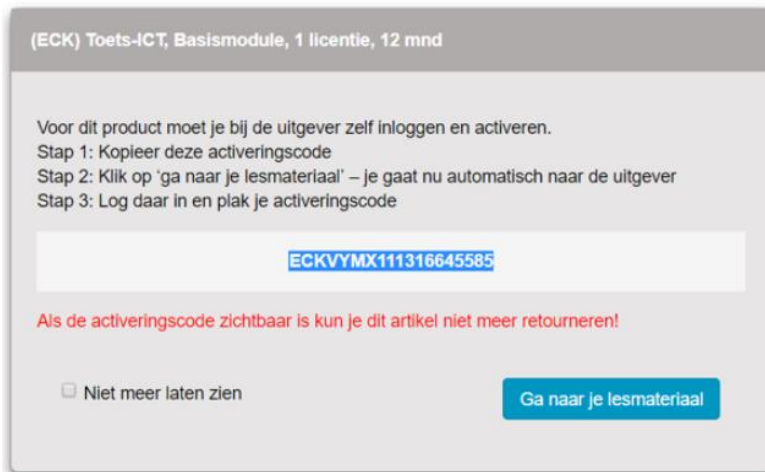 (ECK) Toets-ICT, Basismodule, 1 licentie, 12 mnd
Voor dit product moet je bij de uitgever zelf inloggen en activeren.
Stap 1: Kopieer deze activeringscode
Stap 2: Klik op ‘ga naar je lesmateriaal’ – je gaat nu automatisch naar de uitgever
Stap 3: Log daar in en plak je activeringscode
ECKVYMX111316645585
Als de activeringscode zichtbaar is kun je dit artikel niet meer retourneren!
Niet meer laten zien
Ga naar je lesmateriaal